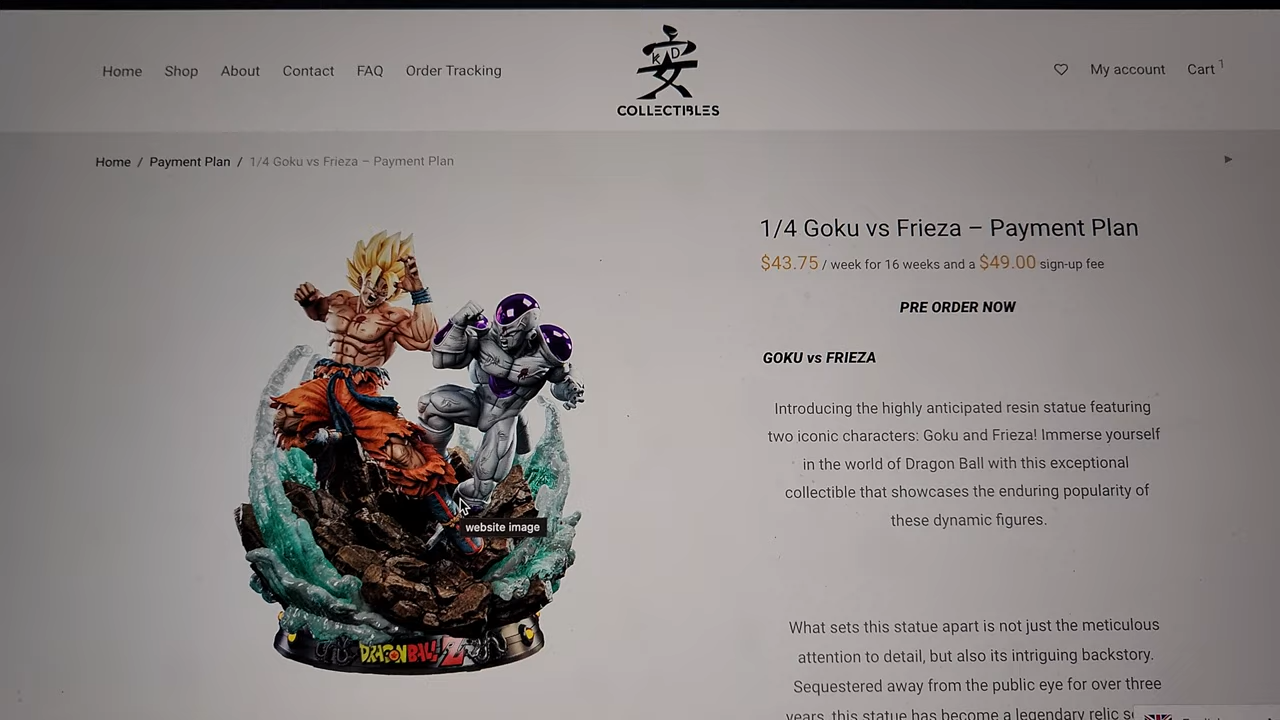 Home Shop About Contact FAQ Order Tracking
安
KAD
COLLECTIBLES
My account Cart 1
Home / Payment Plan / 1/4 Goku vs Frieza – Payment Plan
1/4 Goku vs Frieza – Payment Plan
$43.75 / week for 16 weeks and a $49.00 sign-up fee
PRE ORDER NOW
GOKU vs FRIEZA
Introducing the highly anticipated resin statue featuring
two iconic characters: Goku and Frieza! Immerse yourself
in the world of Dragon Ball with this exceptional
collectible that showcases the enduring popularity of
these dynamic figures.
website image
What sets this statue apart is not just the meticulous
attention to detail, but also its intriguing backstory.
Sequestered away from the public eye for over three
years, this statue has become a legendary relic
DRAGONBALL Z